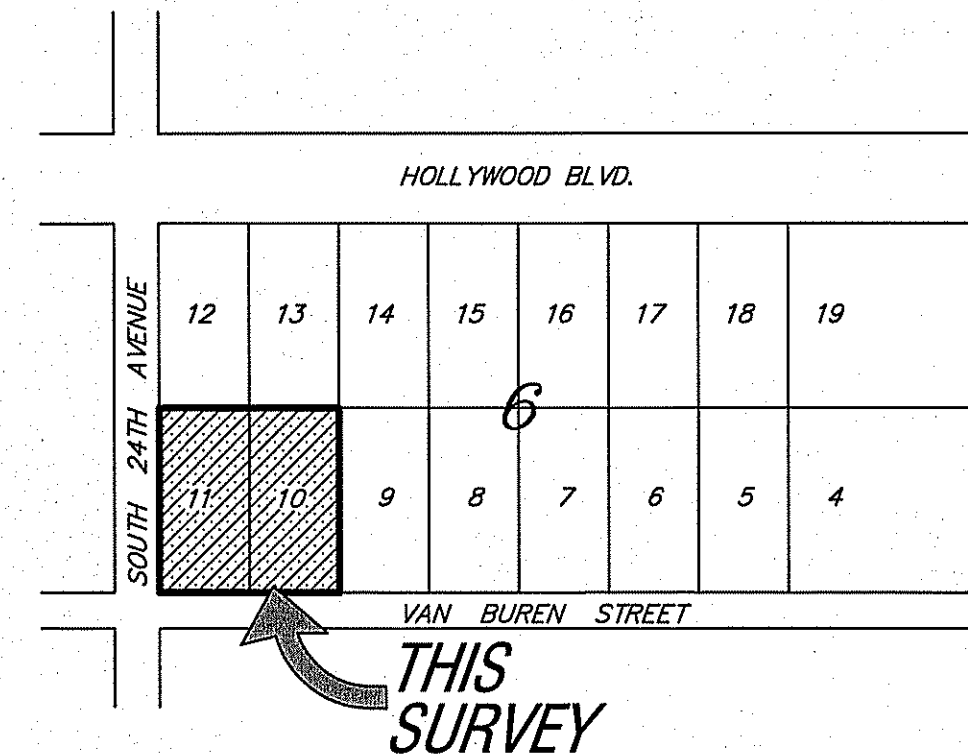 HOLLYWOOD BLVD.
SOUTH 24TH AVENUE
12 13 14 15 16 17 18 19
6
11 10 9 8 7 6 5 4
VAN BUREN STREET
THIS
SURVEY